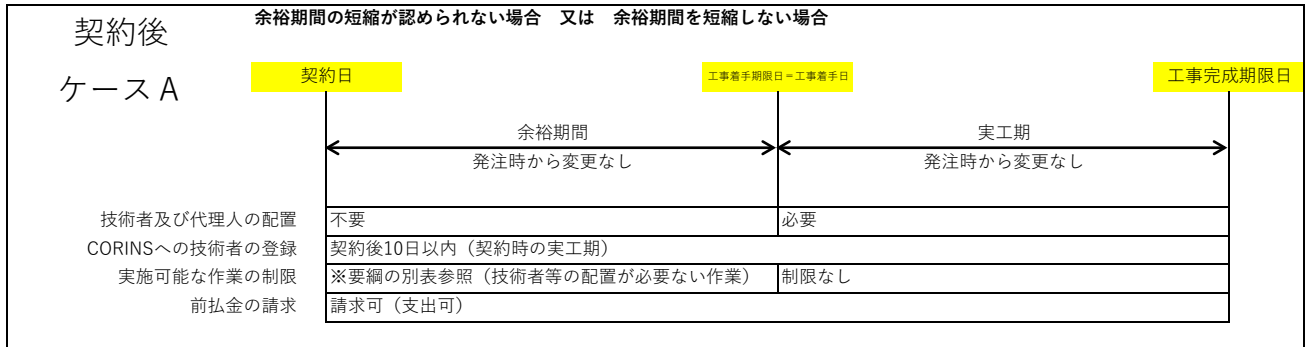 契約後
余裕期間の短縮が認められない場合　又は　余裕期間を短縮しない場合
ケースA
契約日
工事着手期限日＝工事着手日
工事完成期限日
余裕期間
実工期
発注時から変更なし
発注時から変更なし
技術者及び代理人の配置
不要
必要
CORINSへの技術者の登録
契約後10日以内（契約時の実工期）
実施可能な作業の制限
※要綱の別表参照（技術者等の配置が必要ない作業）
制限なし
前払金の請求
請求可（支出可）